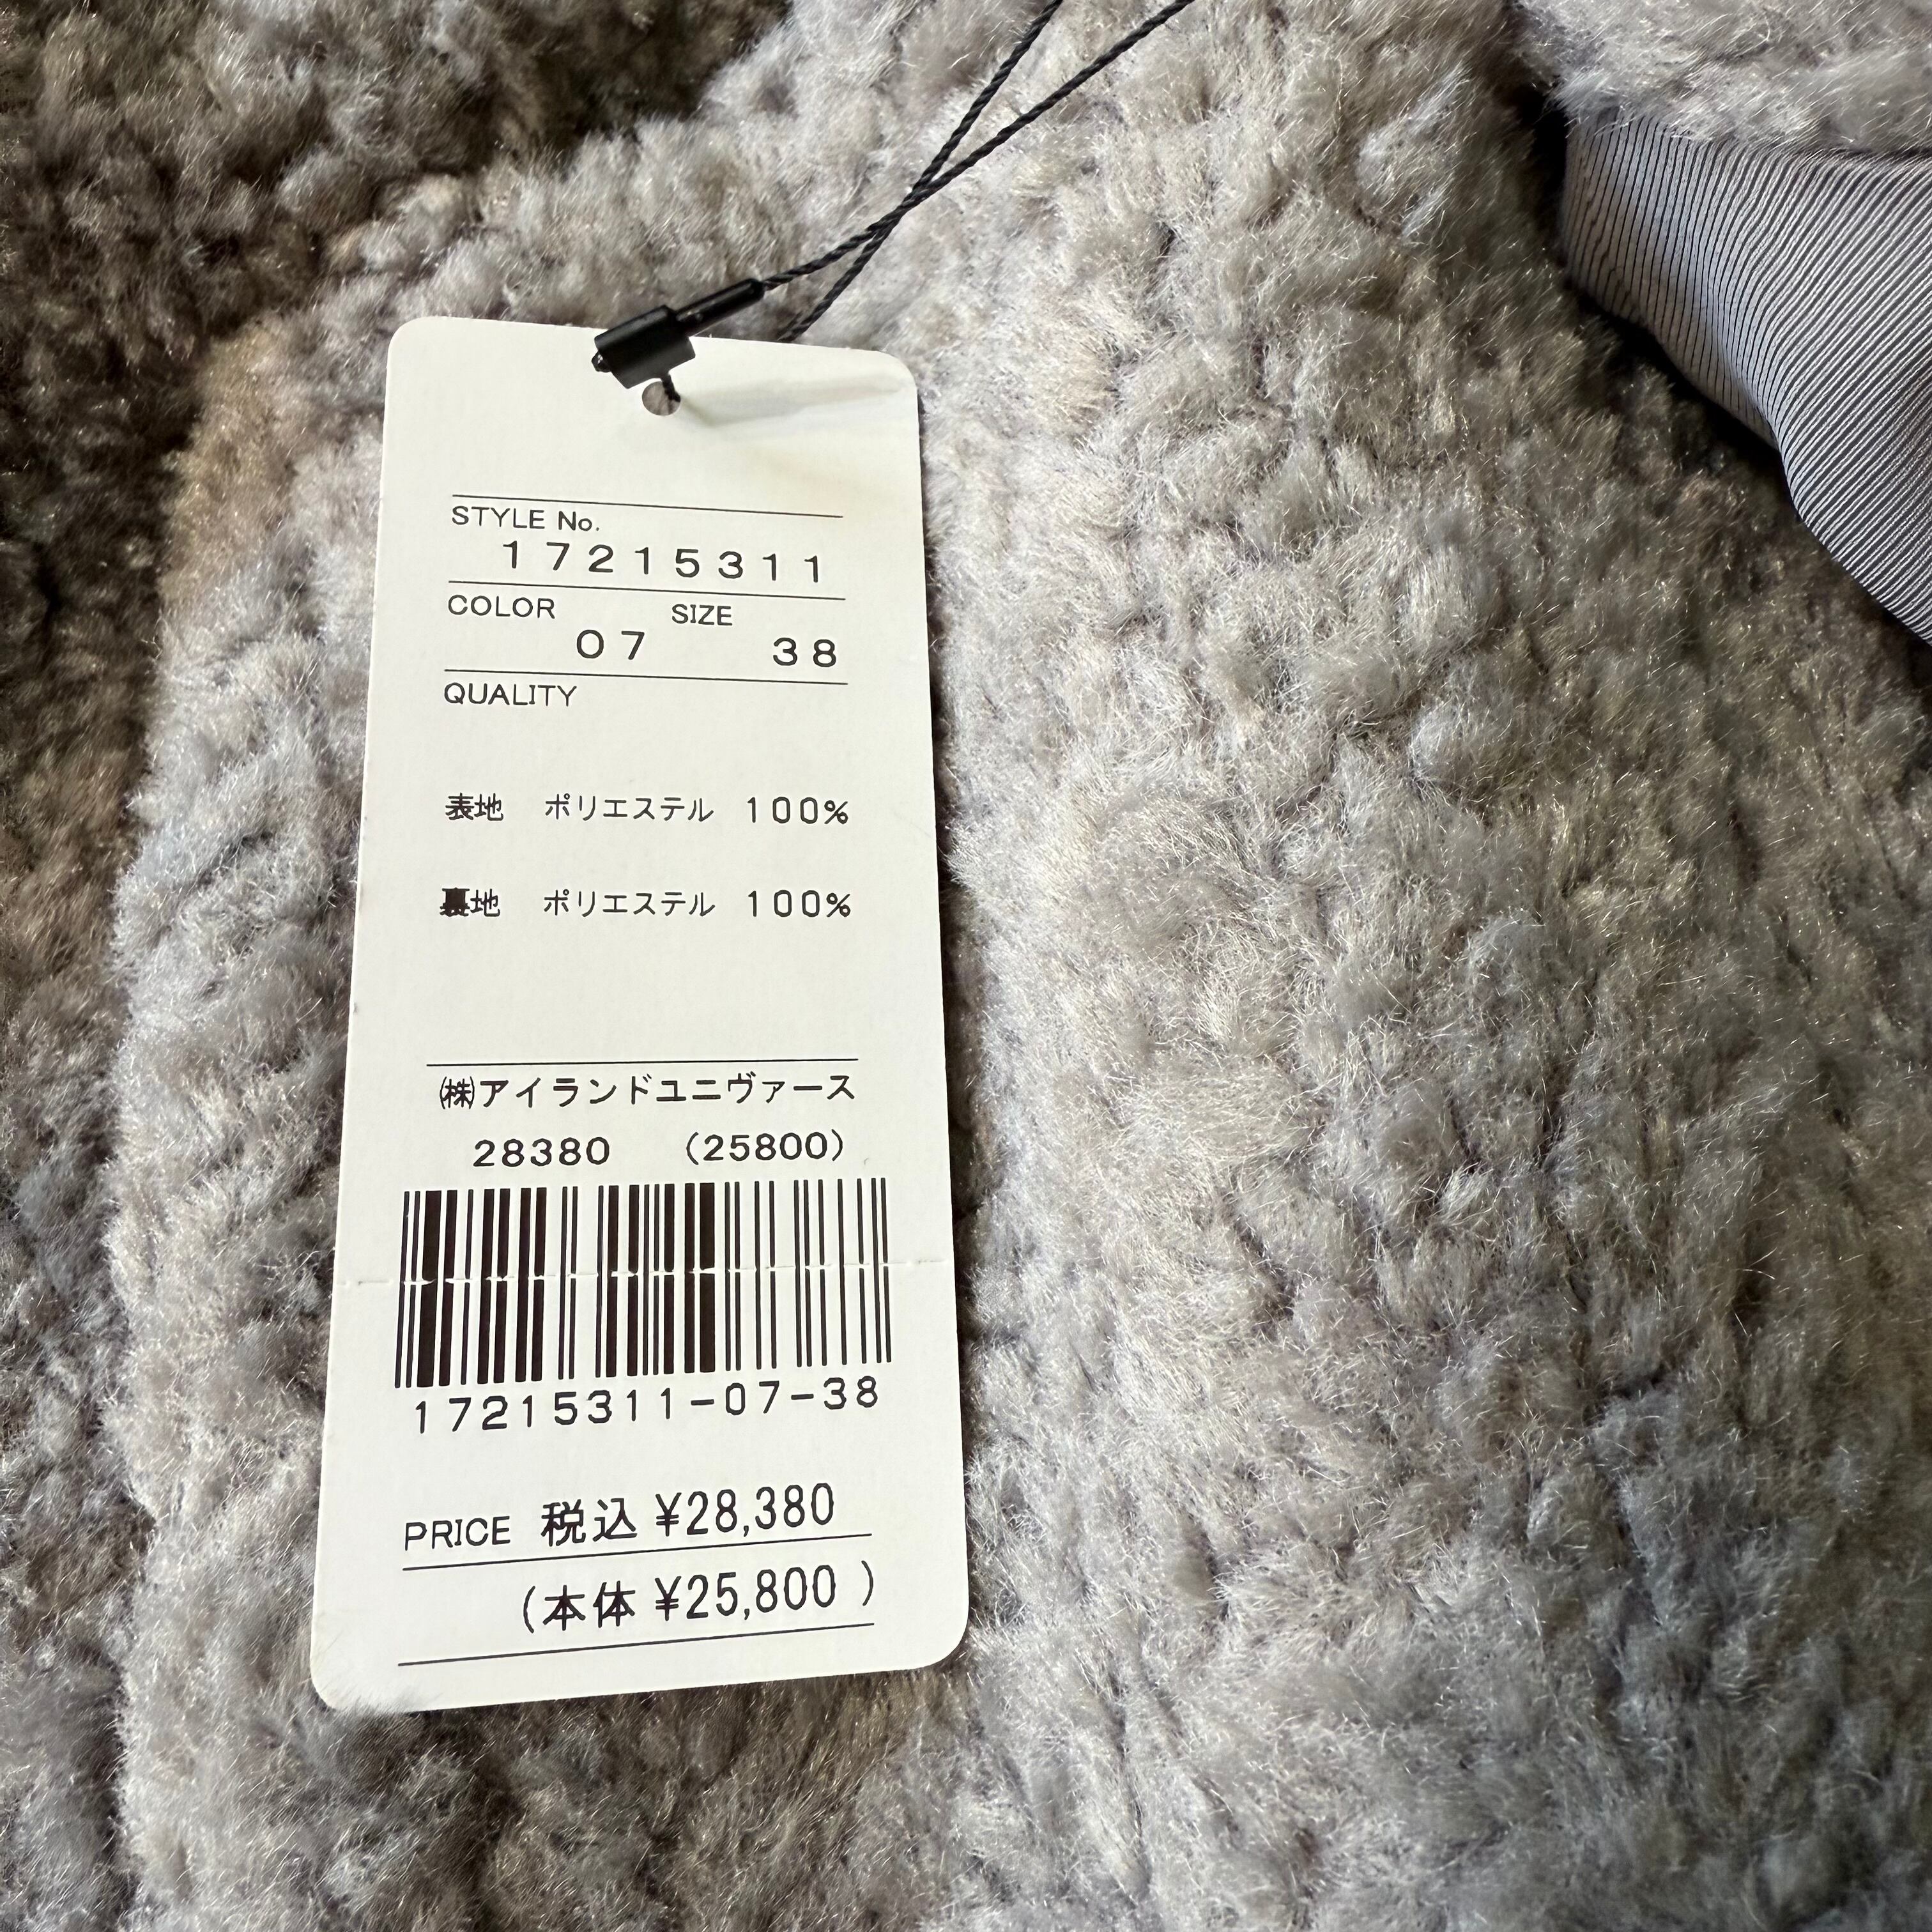 STYLE No.
17215311
COLOR SIZE
07 38
QUALITY
表地 ポリエステル 100%
裏地 ポリエステル 100%
㈱アイランドユニヴァース
28380 (25800)
17215311-07-38
PRICE 税込 ¥28,380
(本体 ¥25,800 )